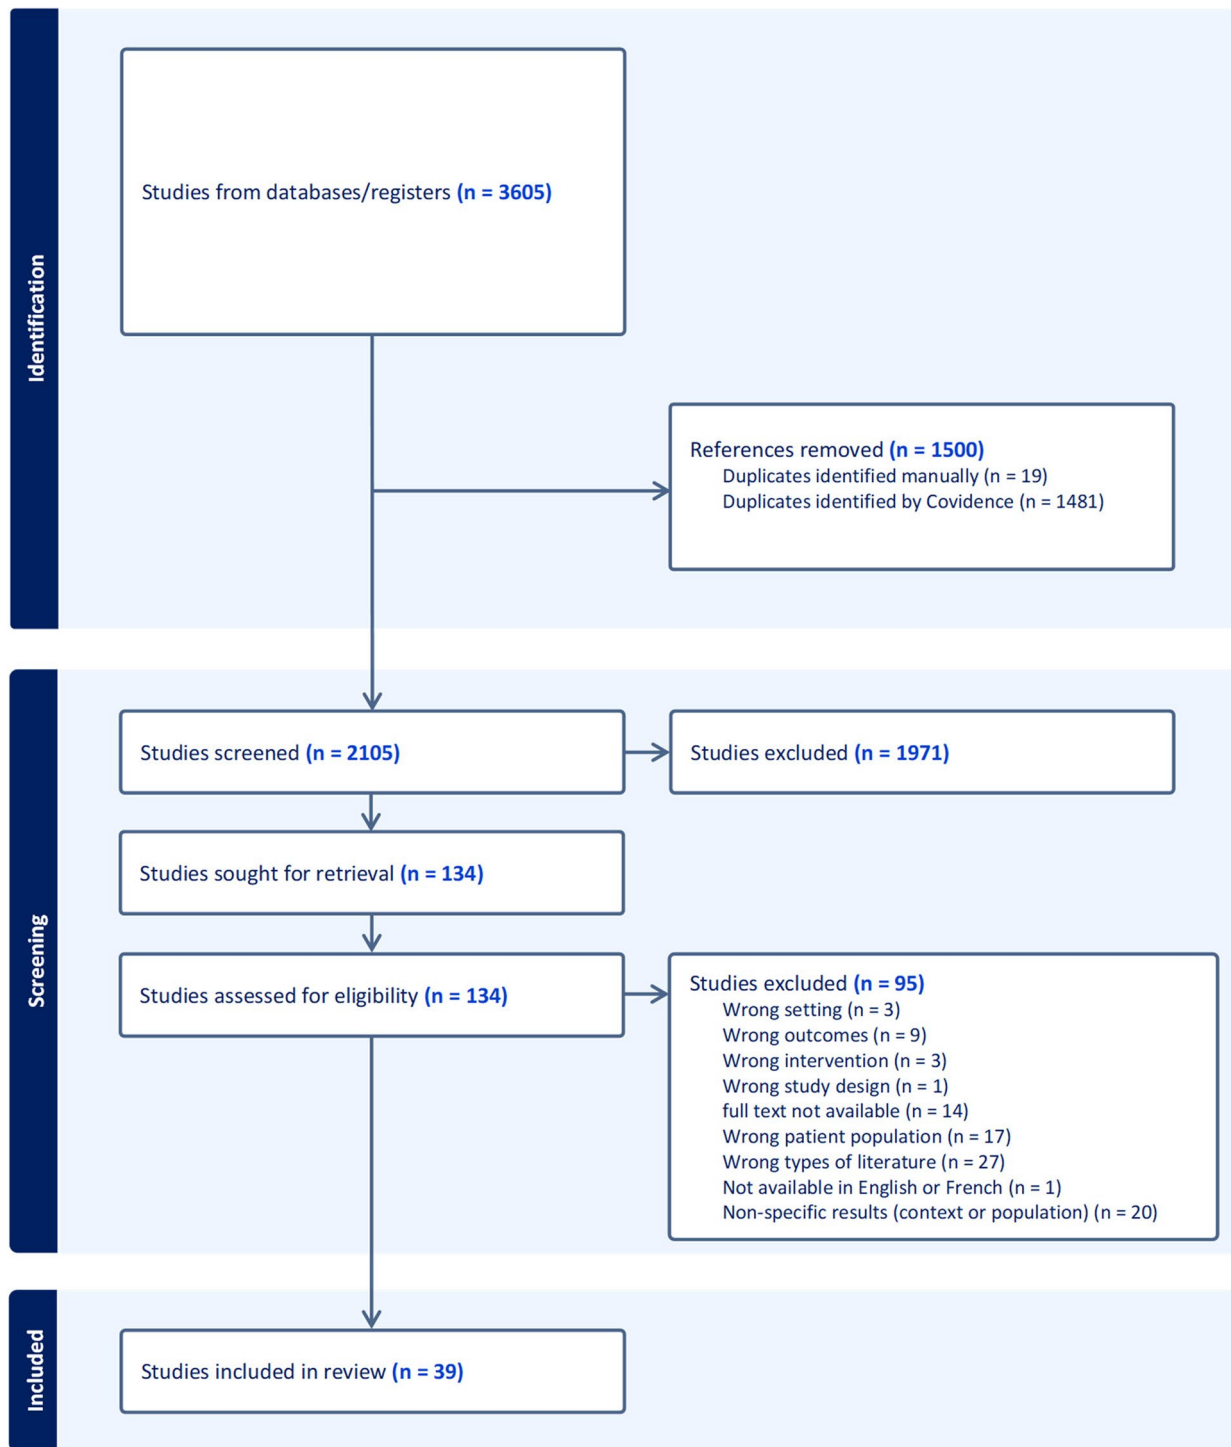 Identification
Studies from databases/registers (n = 3605)
References removed (n = 1500)
Duplicates identified manually (n = 19)
Duplicates identified by Covidence (n = 1481)
Screening
Studies screened (n = 2105)
Studies excluded (n = 1971)
Studies sought for retrieval (n = 134)
Studies assessed for eligibility (n = 134)
Studies excluded (n = 95)
Wrong setting (n = 3)
Wrong outcomes (n = 9)
Wrong intervention (n = 3)
Wrong study design (n = 1)
full text not available (n = 14)
Wrong patient population (n = 17)
Wrong types of literature (n = 27)
Not available in English or French (n = 1)
Non-specific results (context or population) (n = 20)
Included
Studies included in review (n = 39)